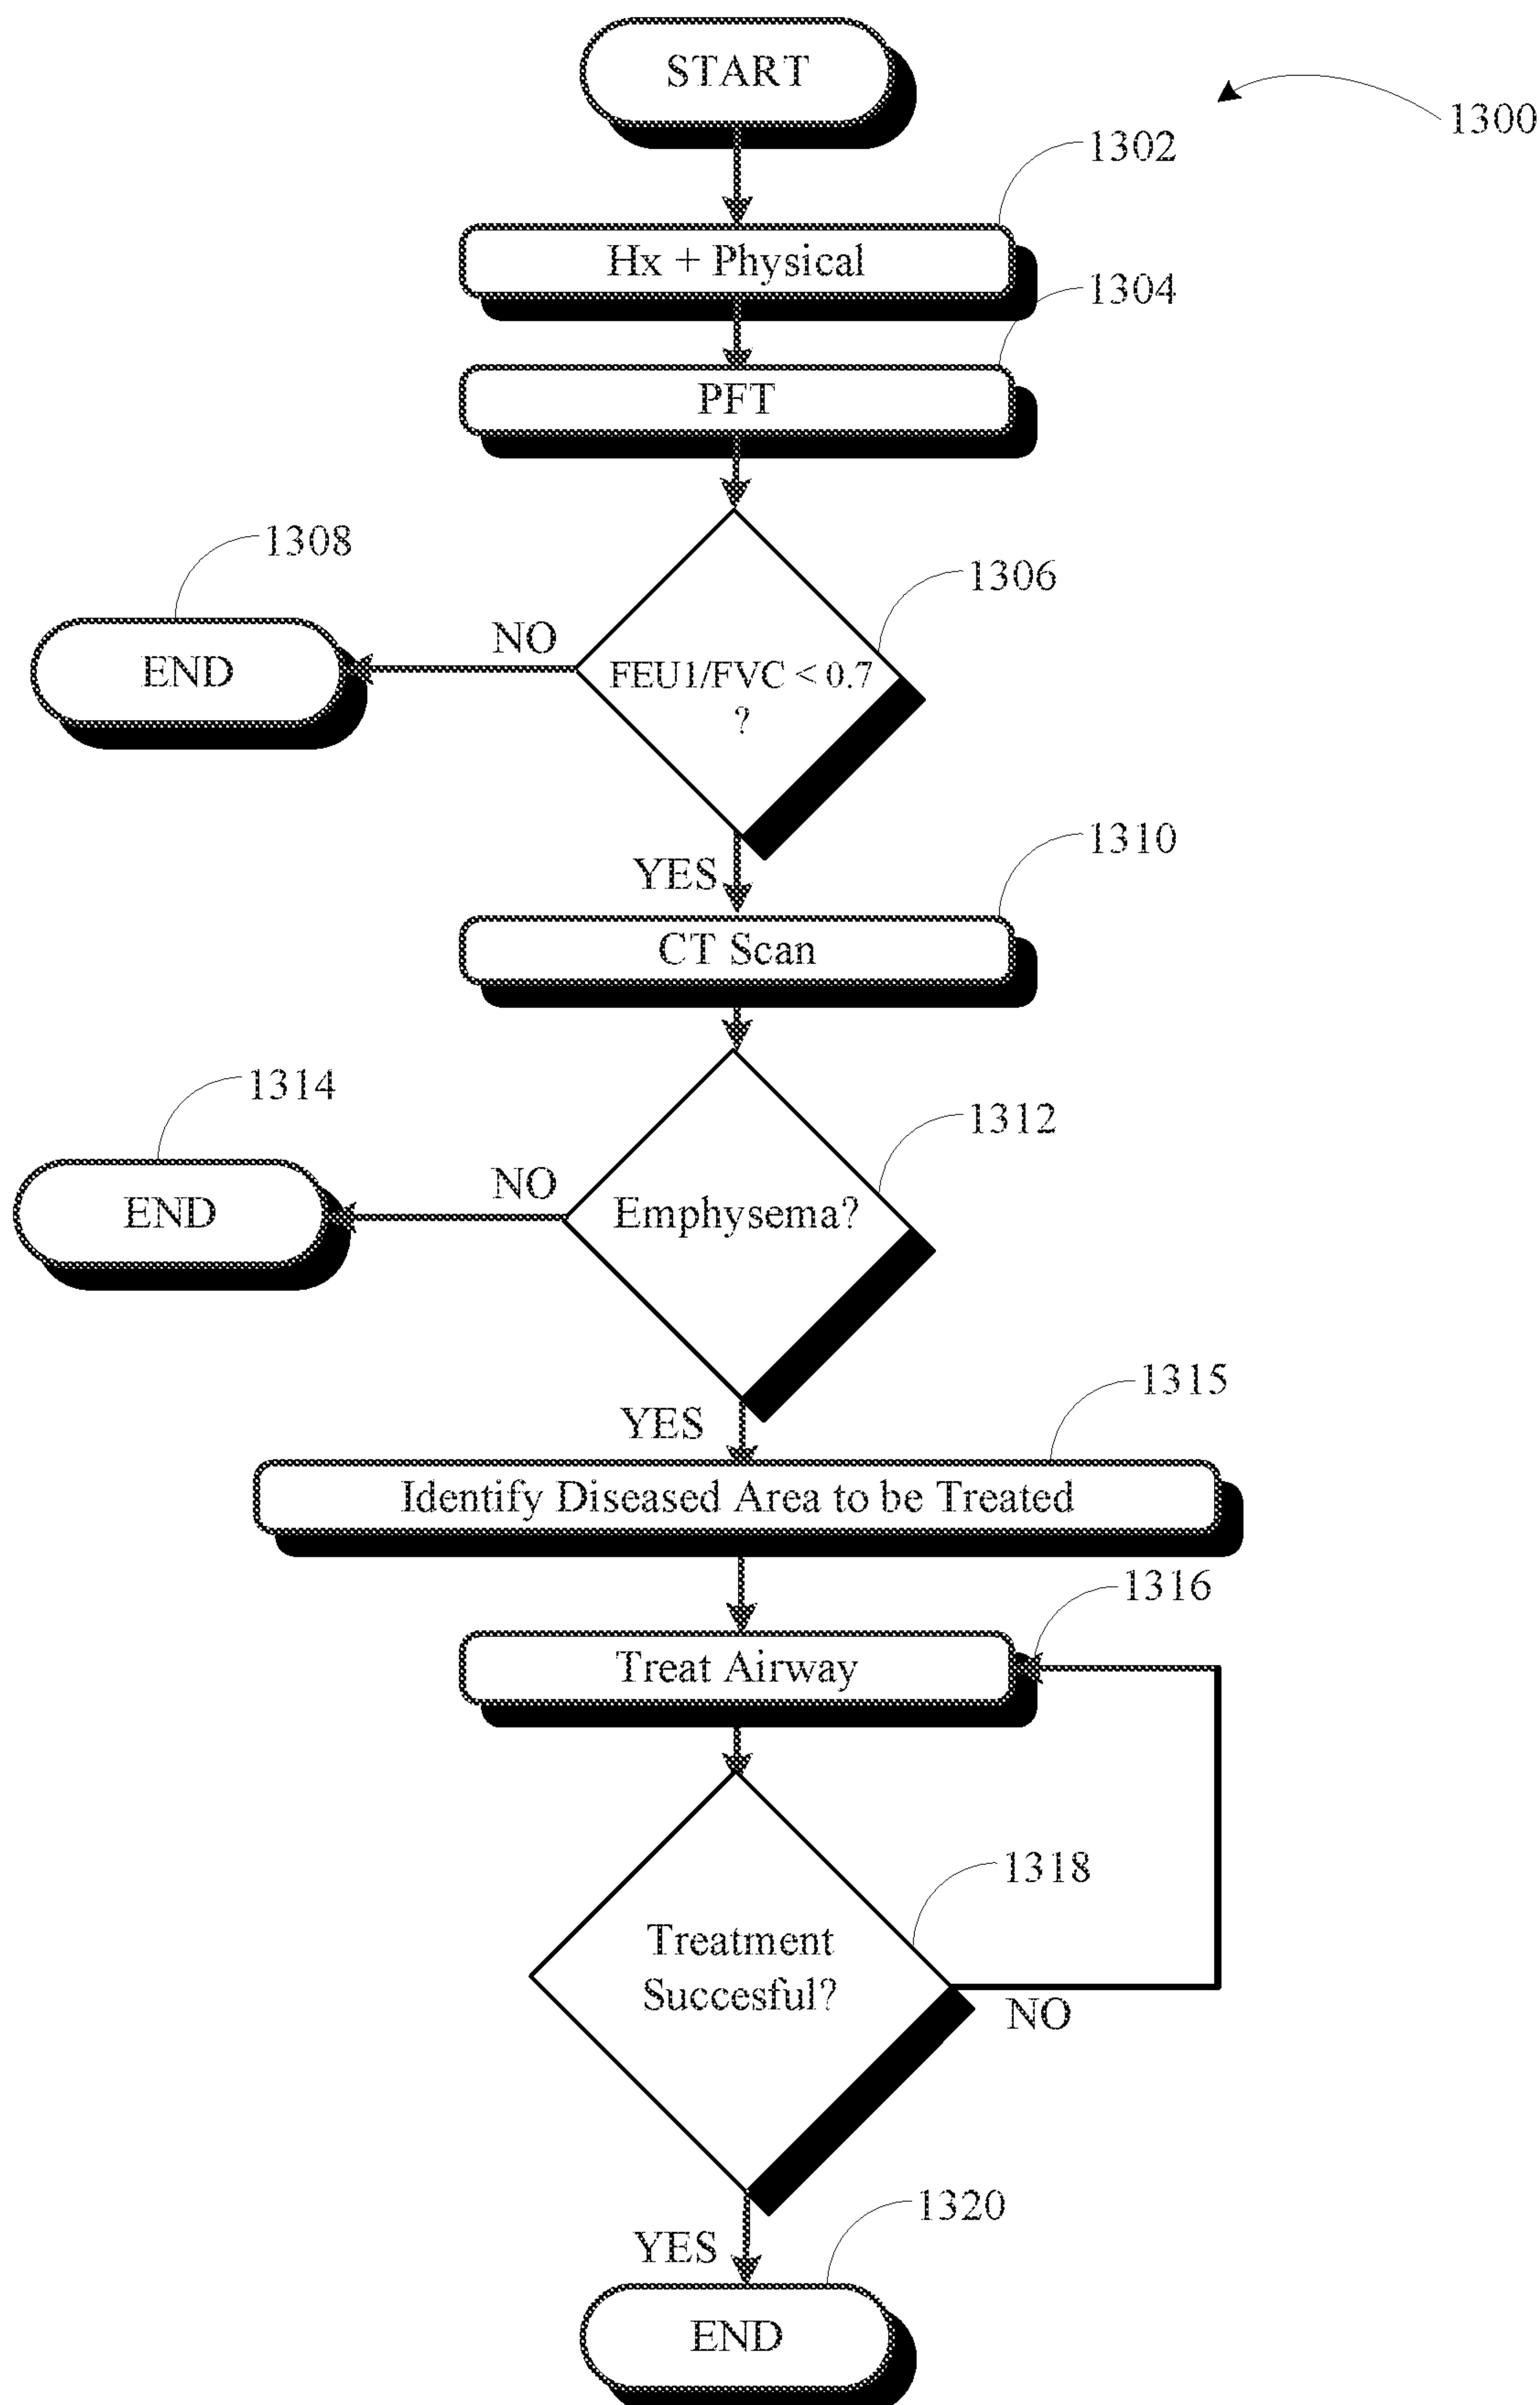 START
1300
1302
Hx + Physical
1304
PFT
1308
1306
NO
END
FEU1/FVC < 0.7
?
1310
YES
CT Scan
1314
1312
NO
END
Emphysema?
1315
YES
Identify Diseased Area to be Treated
1316
Treat Airway
1318
Treatment
Succesful?
NO
1320
YES
END